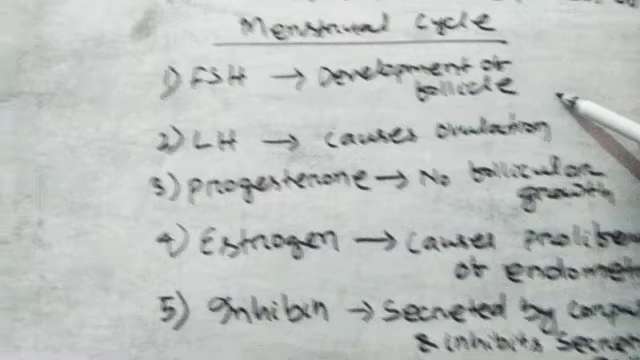 Menstrual Cycle
1) FSH → Development of
follicle
2) LH → causes ovulation
3) Progesterone → No follicular
growth
4) Estrogen → causes
of
5) Inhibin → Secreted by
& inhibits